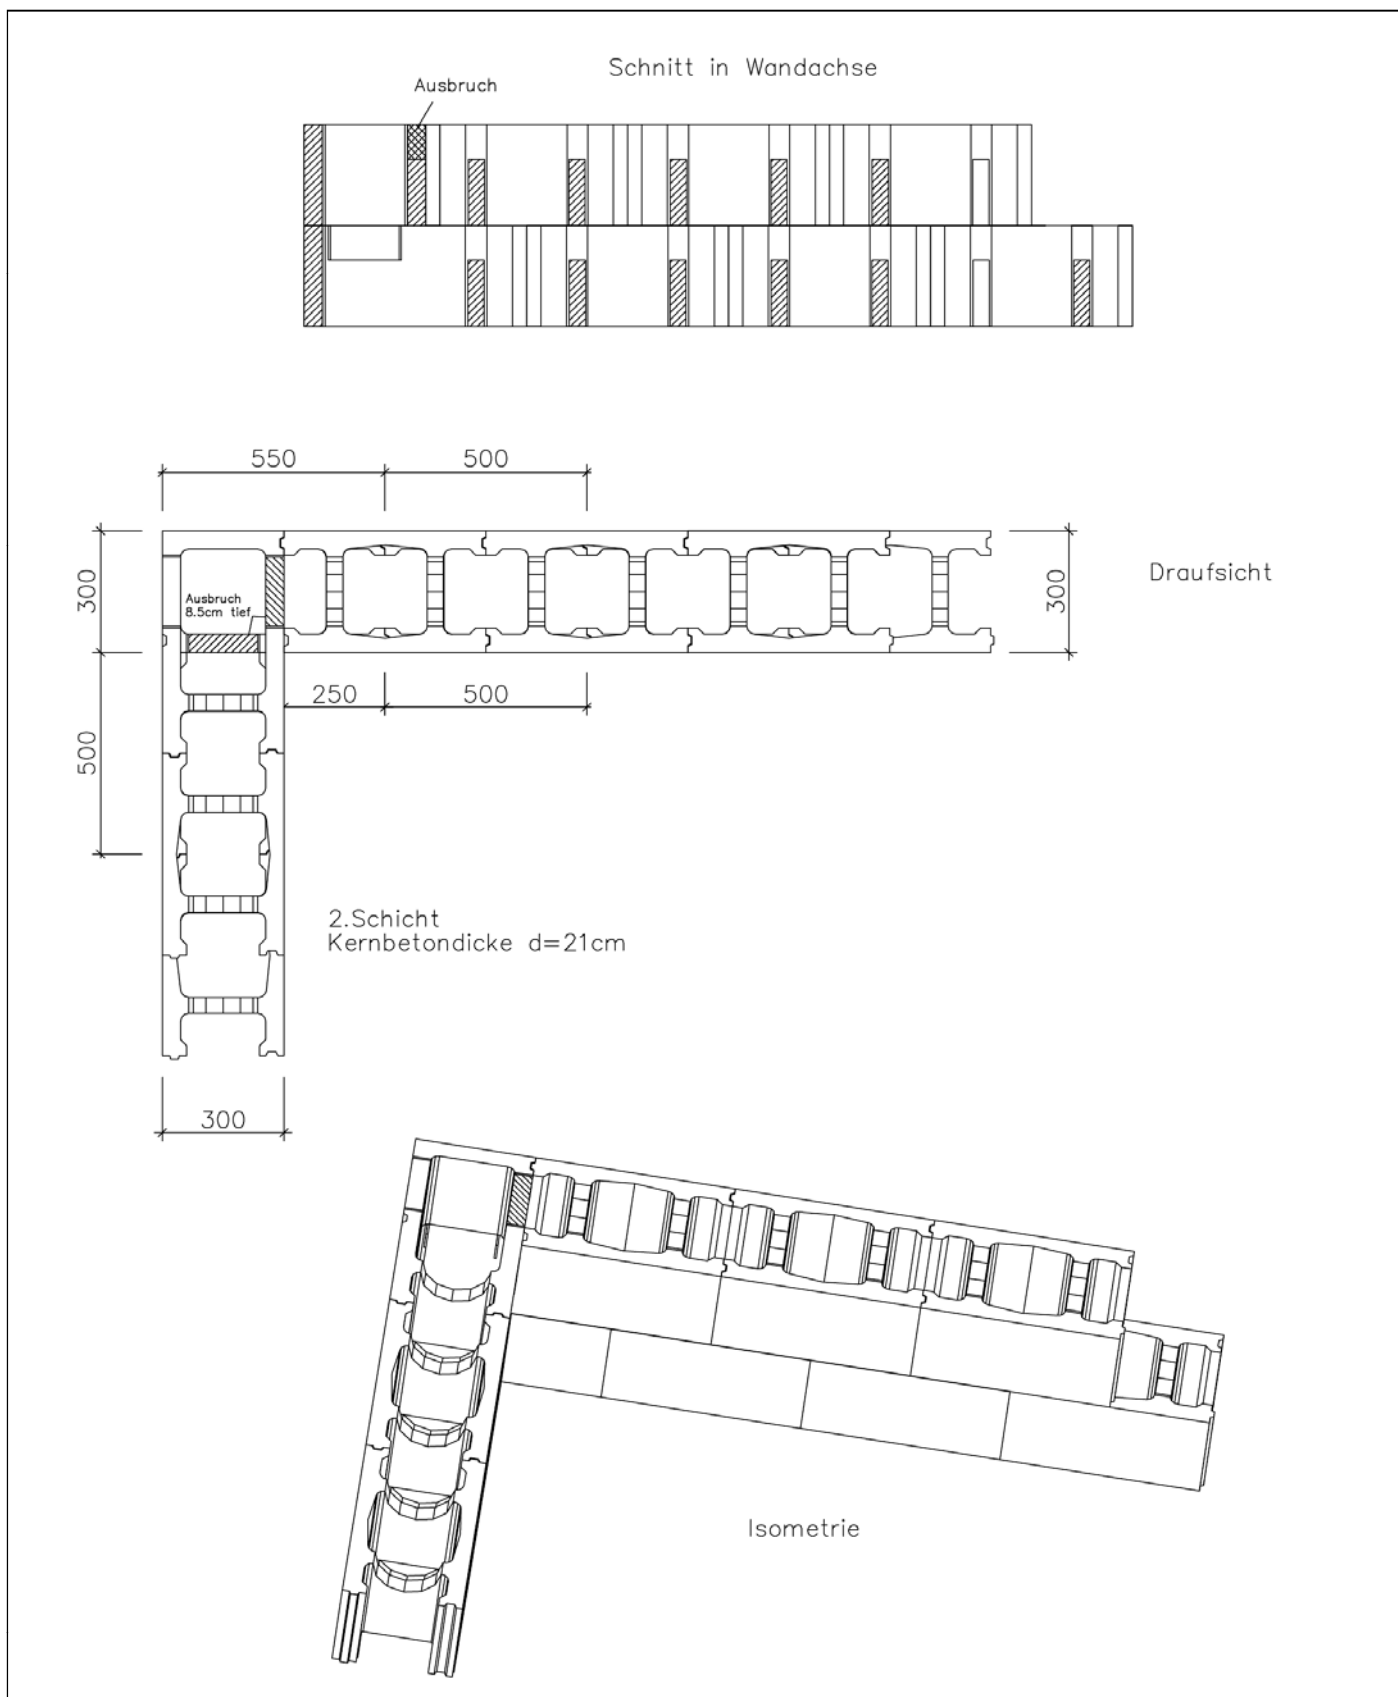 Schnitt in Wandachse
Ausbruch
550
500
300
Ausbruch
8.5cm tief
300
Draufsicht
250
500
500
2.Schicht
Kernbetondicke d=21cm
300
Isometrie